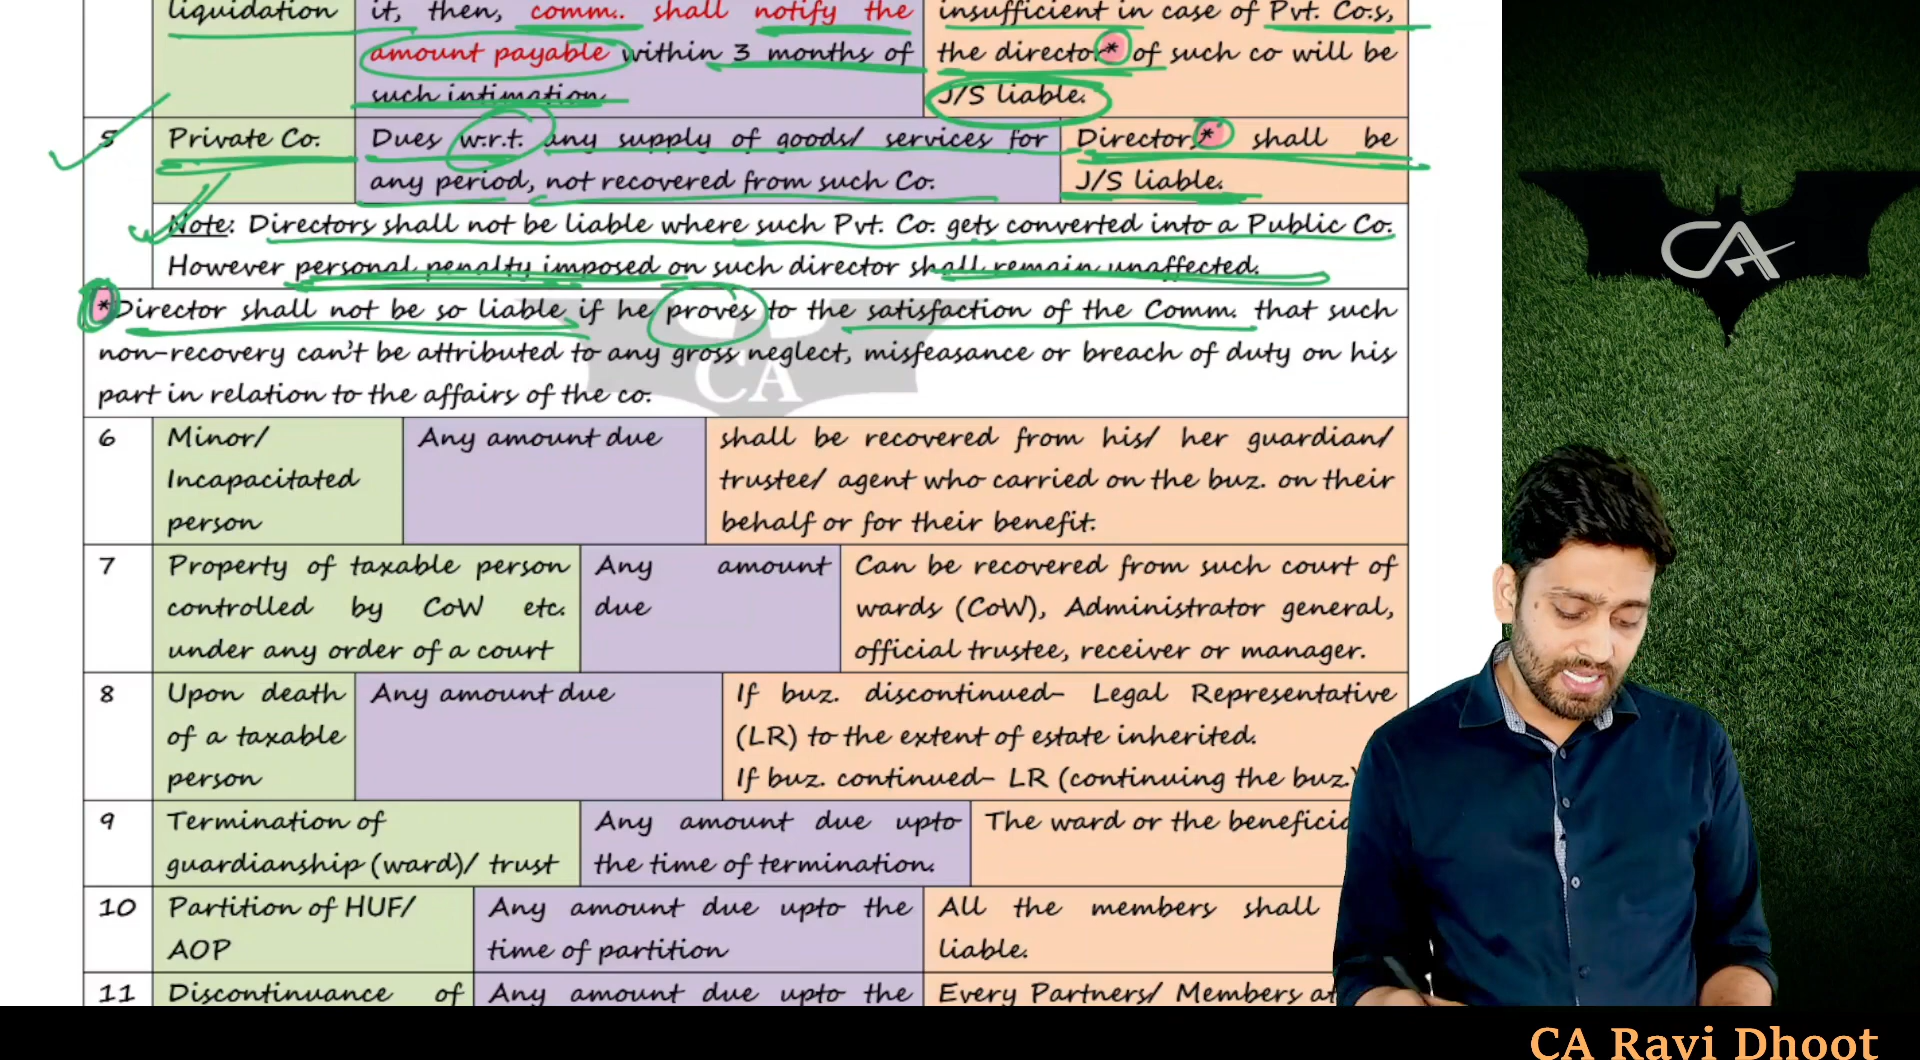 liquidation it, then, comm.. shall notify the insufficient in case of Pvt. Co.s,
amount payable within 3 months of the director* of such co will be
such intimation. J/S liable.
5 Private Co. Dues w.r.t. any supply of goods/ services for Director* shall be
any period, not recovered from such Co. J/S liable.
Note: Directors shall not be liable where such Pvt. Co. gets converted into a Public Co.
However personal penalty imposed on such director shall remain unaffected.
*Director shall not be so liable if he proves to the satisfaction of the Comm. that such
non-recovery can't be attributed to any gross neglect, misfeasance or breach of duty on his
part in relation to the affairs of the co.
CA
6 Minor/ Any amount due shall be recovered from his/ her guardian/
Incapacitated trustee/ agent who carried on the buz. on their
person behalf or for their benefit.
7 Property of taxable person Any amount Can be recovered from such court of
controlled by CoW etc. due wards (CoW), Administrator general,
under any order of a court official trustee, receiver or manager.
8 Upon death Any amount due If buz. discontinued- Legal Representative
of a taxable (LR) to the extent of estate inherited.
person If buz. continued- LR (continuing the buz.
9 Termination of Any amount due upto The ward or the
guardianship (ward)/ trust the time of termination.
10 Partition of HUF/ Any amount due upto the All the members shall
AOP time of partition liable.
11 Discontinuance of Any amount due upto the Every Partners/ Members
CA
CA Ravi Dhoot